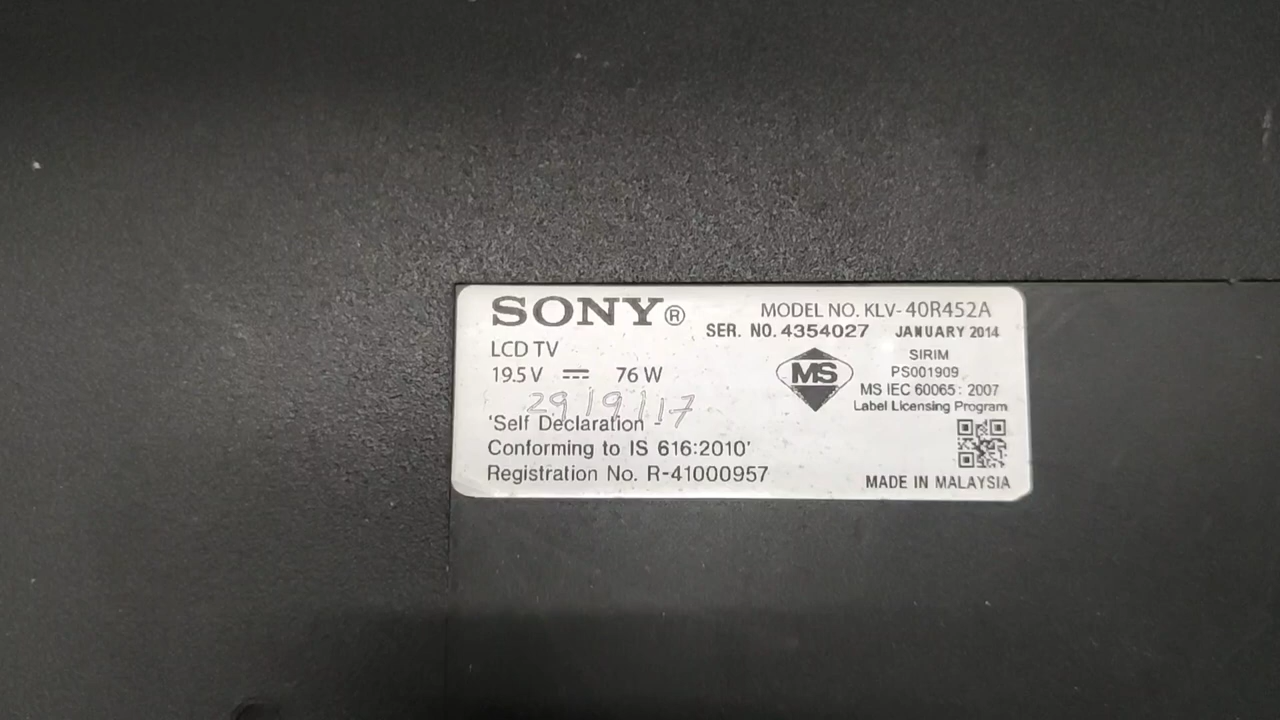 SONY®
MODEL NO. KLV-40R452A
SER. NO. 4354027 JANUARY 2014
LCD TV
19.5 V ⎓ 76 W
29/9/17
'Self Declaration -
Conforming to IS 616:2010'
Registration No. R-41000957
MS
SIRIM
PS001909
MS IEC 60065 : 2007
Label Licensing Program
MADE IN MALAYSIA